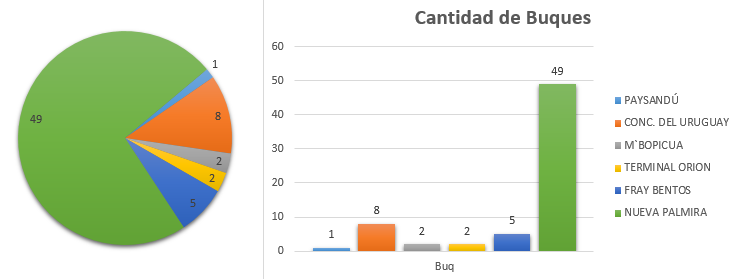 1
8
2
2
5
49
Cantidad de Buques
60
50
40
30
20
10
0
1
8
2
2
5
49
Buq
PAYSANDÚ
CONC. DEL URUGUAY
M`BOPICUA
TERMINAL ORION
FRAY BENTOS
NUEVA PALMIRA